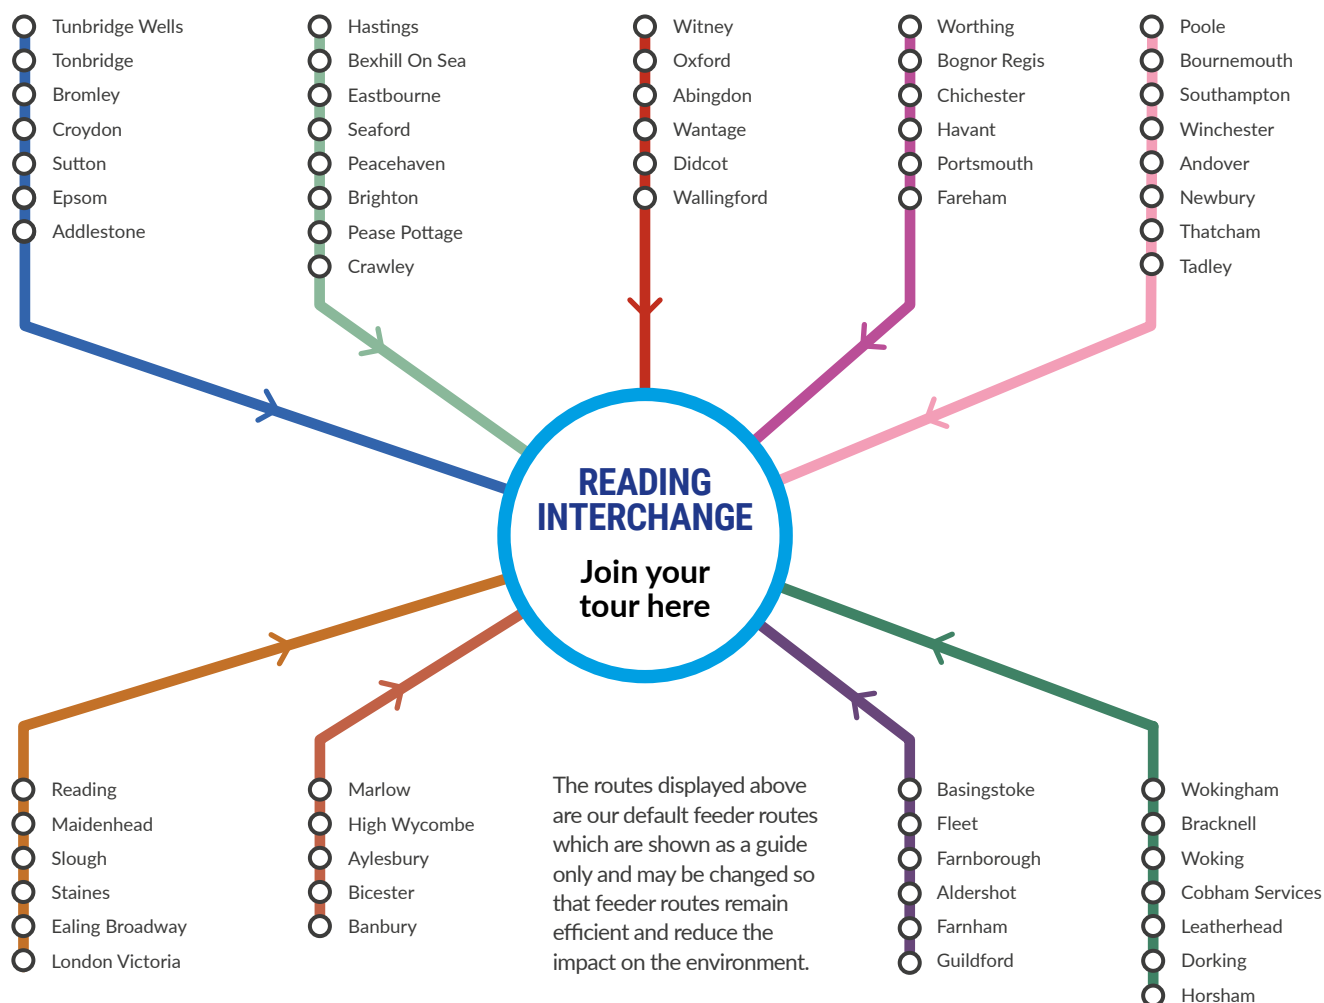 Tunbridge Wells
Tonbridge
Bromley
Croydon
Sutton
Epsom
Addlestone
Hastings
Bexhill On Sea
Eastbourne
Seaford
Peacehaven
Brighton
Pease Pottage
Crawley
Witney
Oxford
Abingdon
Wantage
Didcot
Wallingford
Worthing
Bognor Regis
Chichester
Havant
Portsmouth
Fareham
Poole
Bournemouth
Southampton
Winchester
Andover
Newbury
Thatcham
Tadley
READING
INTERCHANGE
Join your
tour here
Reading
Maidenhead
Slough
Staines
Ealing Broadway
London Victoria
Marlow
High Wycombe
Aylesbury
Bicester
Banbury
The routes displayed above
are our default feeder routes
which are shown as a guide
only and may be changed so
that feeder routes remain
efficient and reduce the
impact on the environment.
Basingstoke
Fleet
Farnborough
Aldershot
Farnham
Guildford
Wokingham
Bracknell
Woking
Cobham Services
Leatherhead
Dorking
Horsham